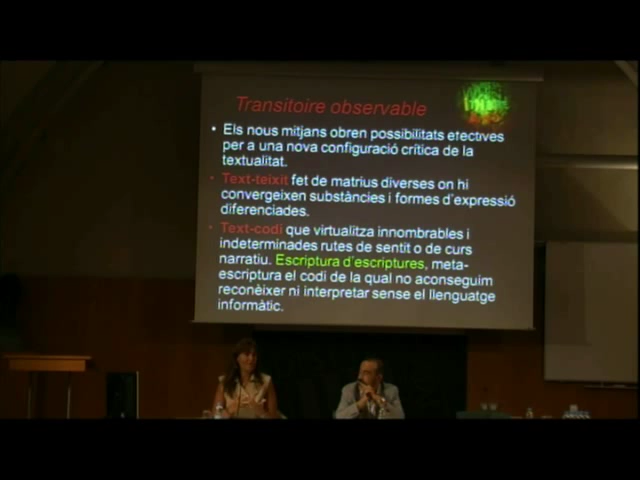 Transitoire observable
• Els nous mitjans obren possibilitats efectives
per a una nova configuració crítica de la
textualitat.
• Text-teixit fet de matrius diverses on hi
convergeixen substàncies i formes d'expressió
diferenciades.
• Text-codi que virtualitza innombrables i
indeterminades rutes de sentit o de curs
narratiu. Escriptura d'escriptures, meta-
escriptura el codi de la qual no aconseguim
reconèixer ni interpretar sense el llenguatge
informàtic.